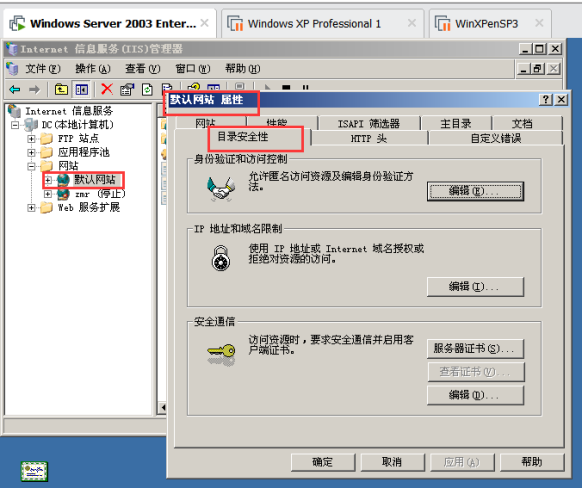 Windows Server 2003 Enter...
Windows XP Professional 1
WinXPenSP3
Internet 信息服务(IIS)管理器
文件(F) 操作(A) 查看(V) 窗口(W) 帮助(H)
Internet 信息服务
DC(本地计算机)
FTP 站点
应用程序池
网站
默认网站
(停止)
Web 服务扩展
默认网站 属性
网站 性能 ISAPI 筛选器 主目录 文档
目录安全性 HTTP 头 自定义错误
身份验证和访问控制
允许匿名访问资源及编辑身份验证方
法。
编辑(E)...
IP 地址和域名限制
使用 IP 地址或 Internet 域名授权或
拒绝对资源的访问。
编辑(I)...
安全通信
访问资源时，要求安全通信并启用客
户端证书。
服务器证书(S)...
查看证书(V)...
编辑(D)...
确定 取消 应用(A) 帮助